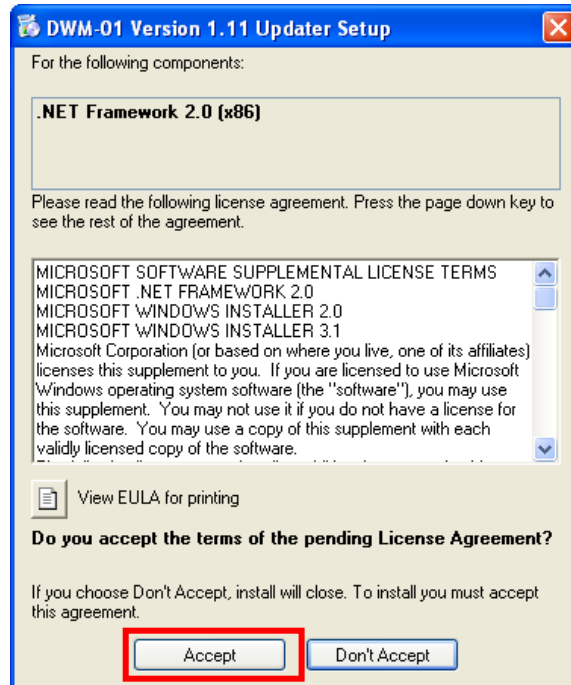 DWM-01 Version 1.11 Updater Setup
For the following components:
.NET Framework 2.0 (x86)
Please read the following license agreement. Press the page down key to
see the rest of the agreement.
MICROSOFT SOFTWARE SUPPLEMENTAL LICENSE TERMS
MICROSOFT .NET FRAMEWORK 2.0
MICROSOFT WINDOWS INSTALLER 2.0
MICROSOFT WINDOWS INSTALLER 3.1
Microsoft Corporation (or based on where you live, one of its affiliates)
licenses this supplement to you.  If you are licensed to use Microsoft
Windows operating system software (the "software"), you may use
this supplement.  You may not use it if you do not have a license for
the software.  You may use a copy of this supplement with each
validly licensed copy of the software.
View EULA for printing
Do you accept the terms of the pending License Agreement?
If you choose Don't Accept, install will close. To install you must accept
this agreement.
Accept
Don't Accept